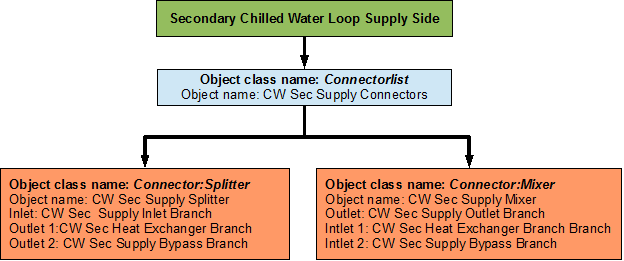 Secondary Chilled Water Loop Supply Side
Object class name: Connectorlist
Object name: CW Sec Supply Connectors
Object class name: Connector:Splitter
Object name: CW Sec Supply Splitter
Inlet: CW Sec  Supply Inlet Branch
Outlet 1:CW Sec Heat Exchanger Branch
Outlet 2: CW Sec Supply Bypass Branch
Object class name: Connector:Mixer
Object name: CW Sec Supply Mixer
Outlet: CW Sec Supply Outlet Branch
Intlet 1: CW Sec Heat Exchanger Branch Branch
Inlet 2: CW Sec Supply Bypass Branch